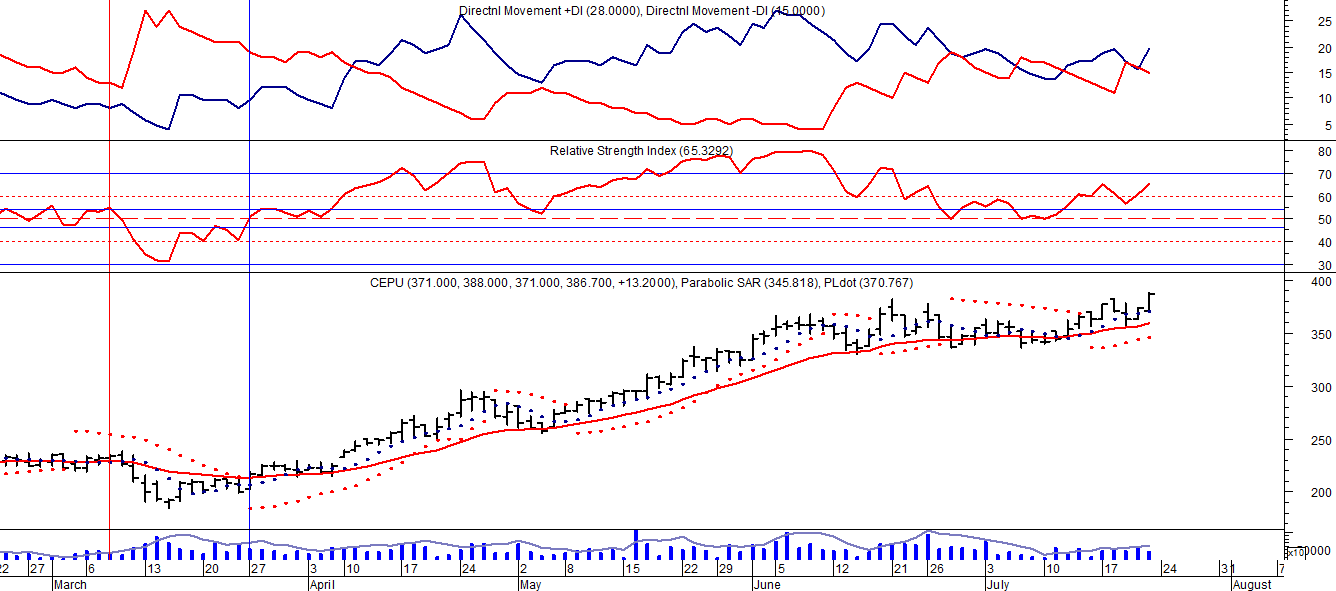 Directnl Movement +DI (28.0000), Directnl Movement -DI (15.0000)
25
20
15
10
5
Relative Strength Index (65.3292)
80
70
60
50
40
30
CEPU (371.000, 388.000, 371.000, 386.700, +13.2000), Parabolic SAR (345.818), PLdot (370.767)
400
350
300
250
200
x10
22 27 6 13 20 27 3 10 17 24 2 8 15 22 29 5 12 21 26 3 10 17 24 31 7
March April May June July August